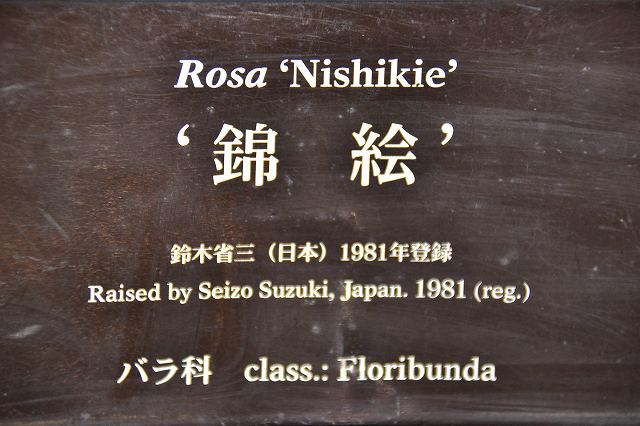 Rosa ‘Nishikie’
‘錦 絵’
鈴木省三（日本）1981年登録
Raised by Seizo Suzuki, Japan. 1981 (reg.)
バラ科 class.: Floribunda